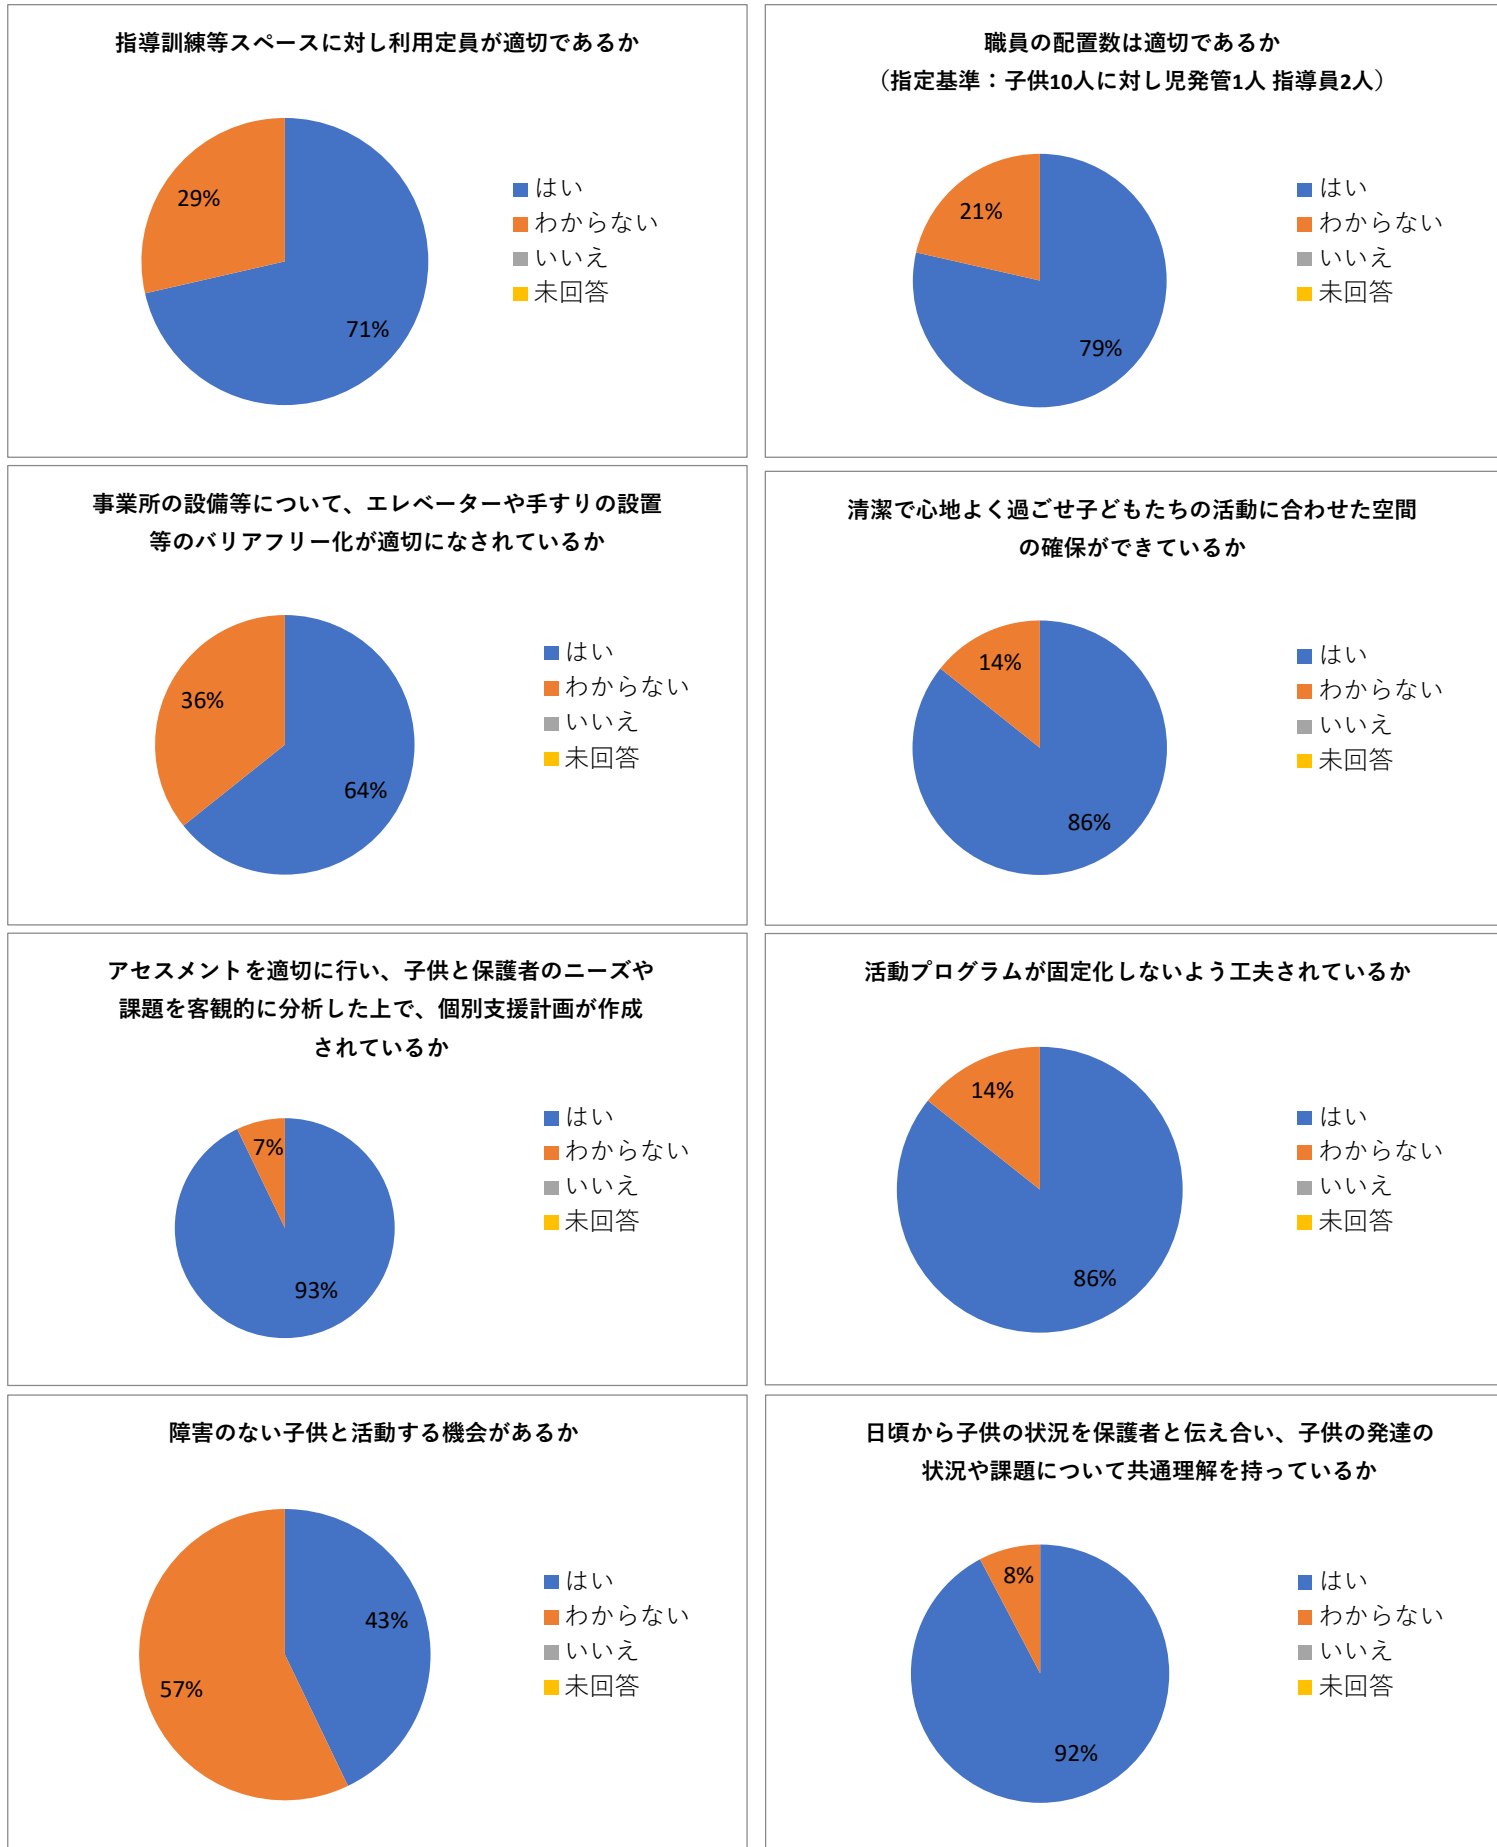 指導訓練等スペースに対し利用定員が適切であるか
29%
71%
はい
わからない
いいえ
未回答
職員の配置数は適切であるか
（指定基準：子供10人に対し児発管1人 指導員2人）
21%
79%
はい
わからない
いいえ
未回答
事業所の設備等について、エレベーターや手すりの設置
等のバリアフリー化が適切になされているか
36%
64%
はい
わからない
いいえ
未回答
清潔で心地よく過ごせ子どもたちの活動に合わせた空間
の確保ができているか
14%
86%
はい
わからない
いいえ
未回答
アセスメントを適切に行い、子供と保護者のニーズや
課題を客観的に分析した上で、個別支援計画が作成
されているか
7%
93%
はい
わからない
いいえ
未回答
活動プログラムが固定化しないよう工夫されているか
14%
86%
はい
わからない
いいえ
未回答
障害のない子供と活動する機会があるか
43%
57%
はい
わからない
いいえ
未回答
日頃から子供の状況を保護者と伝え合い、子供の発達の
状況や課題について共通理解を持っているか
8%
92%
はい
わからない
いいえ
未回答